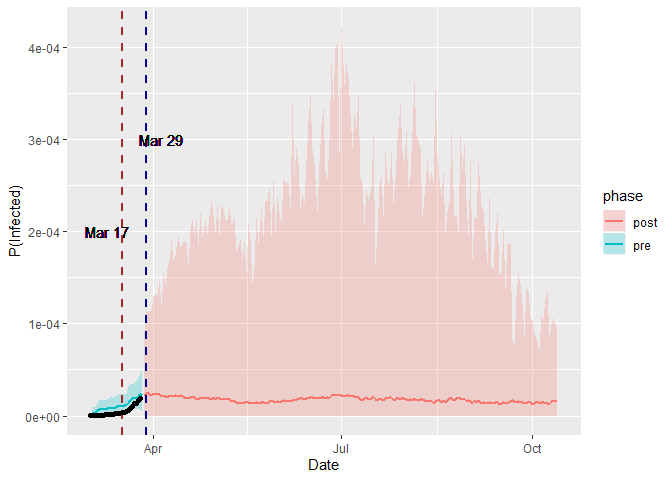 4e-04
3e-04
2e-04
1e-04
0e+00
P(Infected)
Mar 29
Mar 17
Apr
Jul
Oct
Date
phase
post
pre